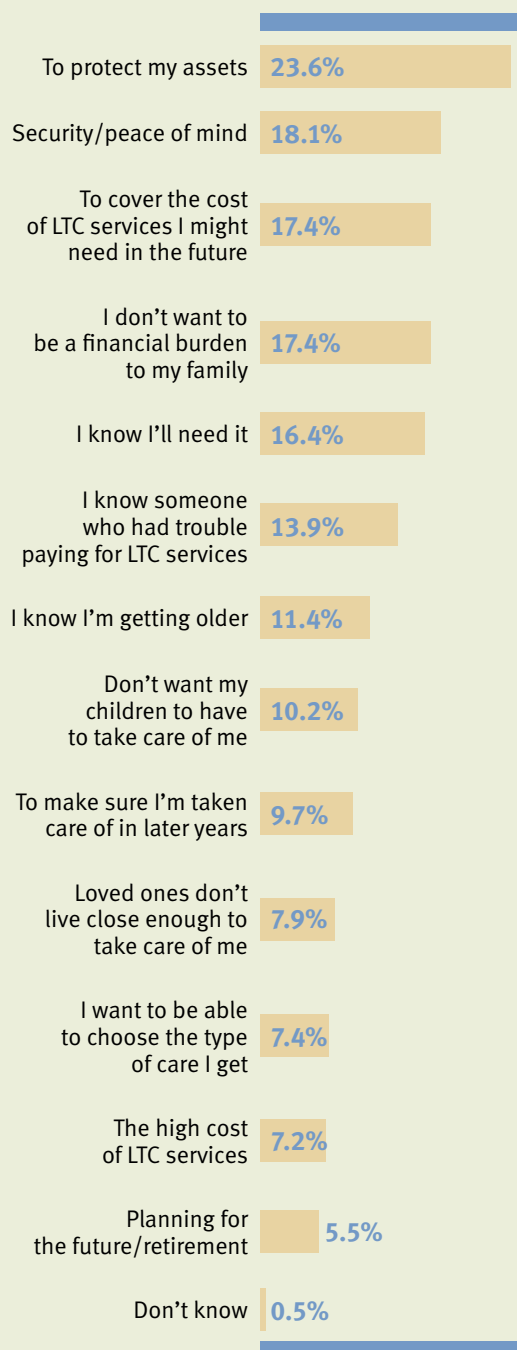 To protect my assets 23.6%
Security/peace of mind 18.1%
To cover the cost
of LTC services I might
need in the future
17.4%
I don’t want to
be a financial burden
to my family
17.4%
I know I’ll need it 16.4%
I know someone
who had trouble
paying for LTC services
13.9%
I know I’m getting older 11.4%
Don’t want my
children to have
to take care of me
10.2%
To make sure I’m taken
care of in later years
9.7%
Loved ones don’t
live close enough to
take care of me
7.9%
I want to be able
to choose the type
of care I get
7.4%
The high cost
of LTC services
7.2%
Planning for
the future/retirement
5.5%
Don’t know 0.5%